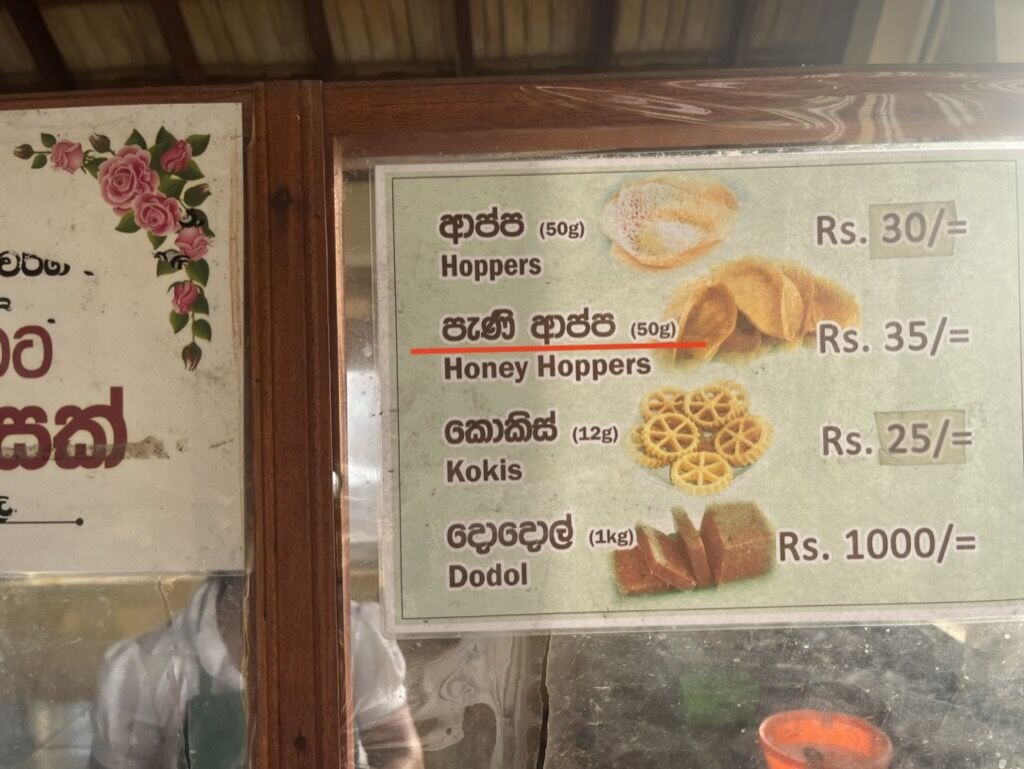 ාට
සක්
ආප්ප (50g)
Hoppers
Rs. 30/=
පැණි ආප්ප (50g)
Honey Hoppers
Rs. 35/=
කොකිස් (12g)
Kokis
Rs. 25/=
දොදොල් (1kg)
Dodol
Rs. 1000/=